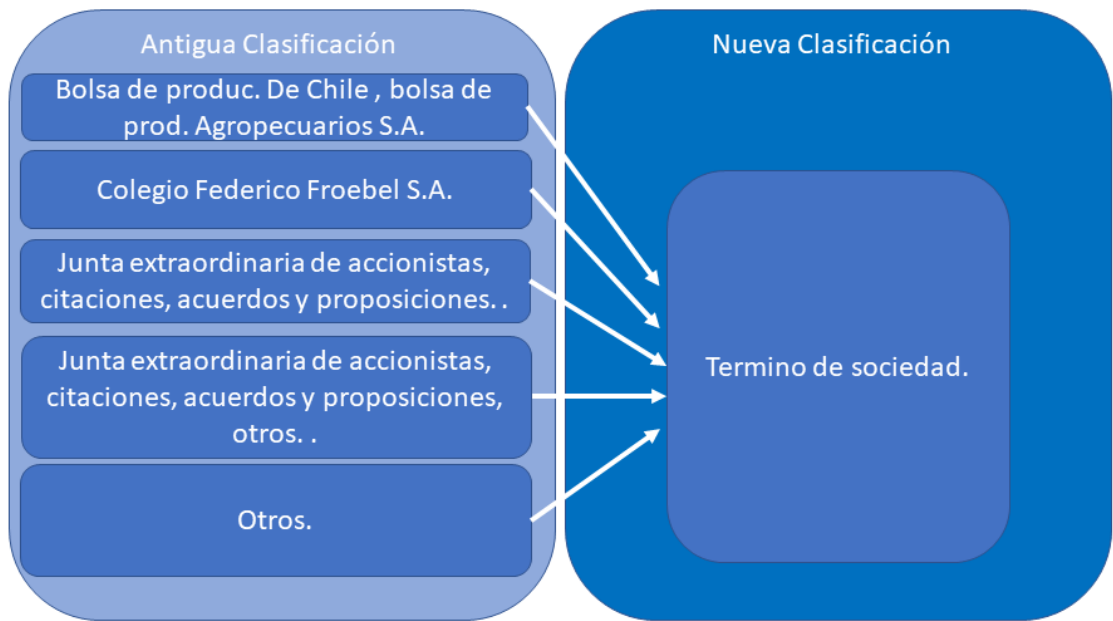 Antigua Clasificación
Bolsa de produc. De Chile , bolsa de
prod. Agropecuarios S.A.
Colegio Federico Froebel S.A.
Junta extraordinaria de accionistas,
citaciones, acuerdos y proposiciones. .
Junta extraordinaria de accionistas,
citaciones, acuerdos y proposiciones,
otros. .
Otros.
Nueva Clasificación
Termino de sociedad.